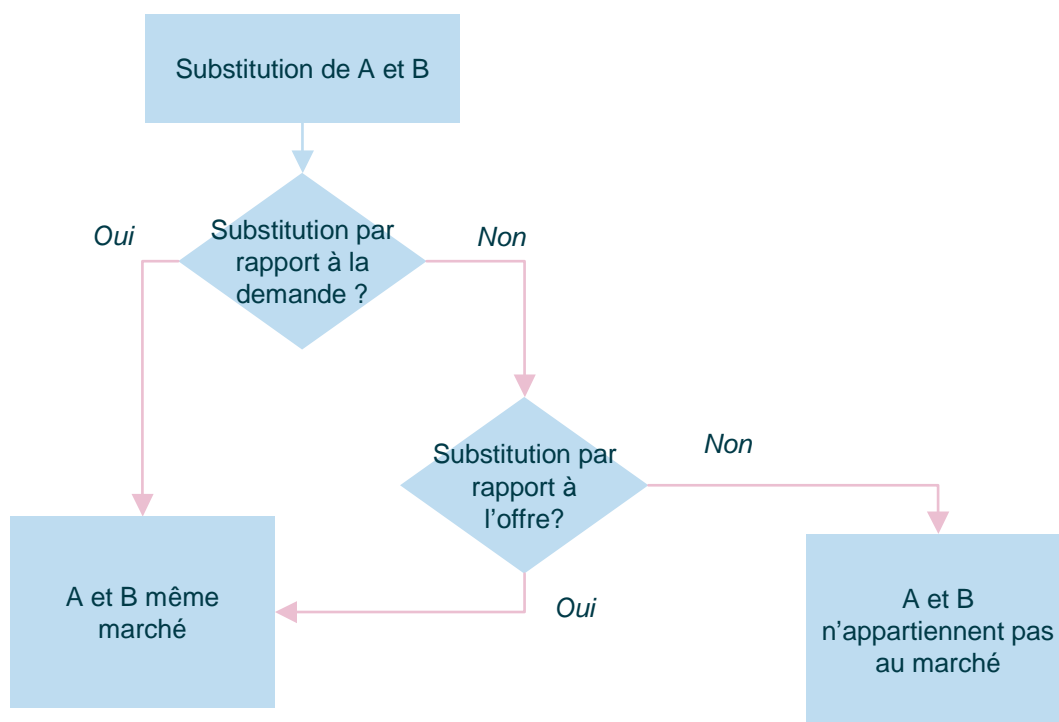 Substitution de A et B
Oui
Substitution par
rapport à la
demande ?
Non
Substitution par
rapport à
l’offre?
Non
A et B même
marché
Oui
A et B
n’appartiennent pas
au marché